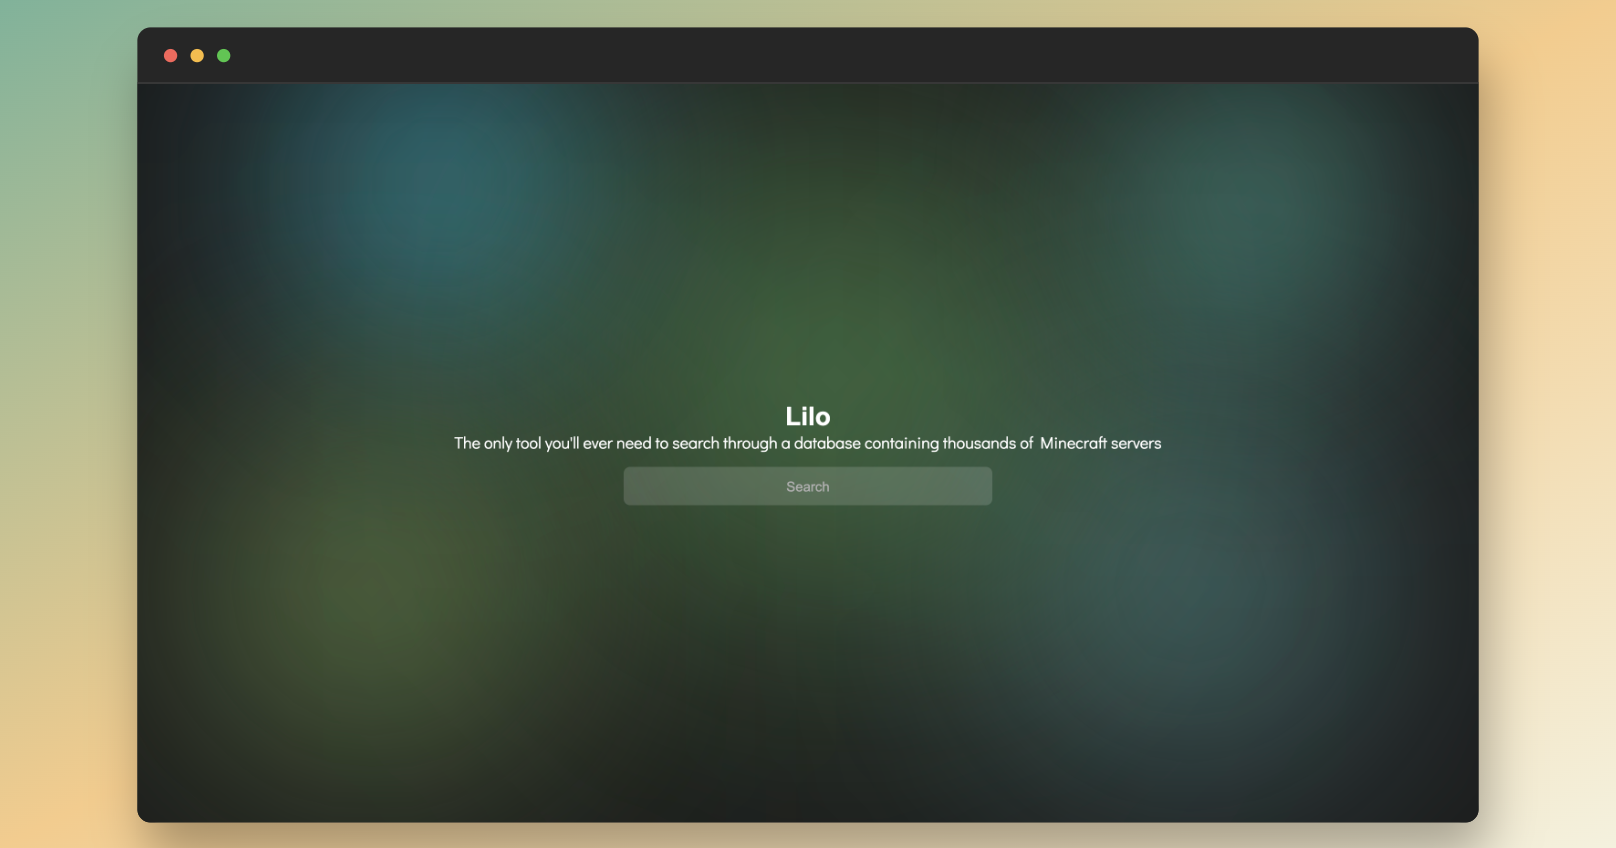 Lilo
The only tool you'll ever need to search through a database containing thousands of  Minecraft servers
Search